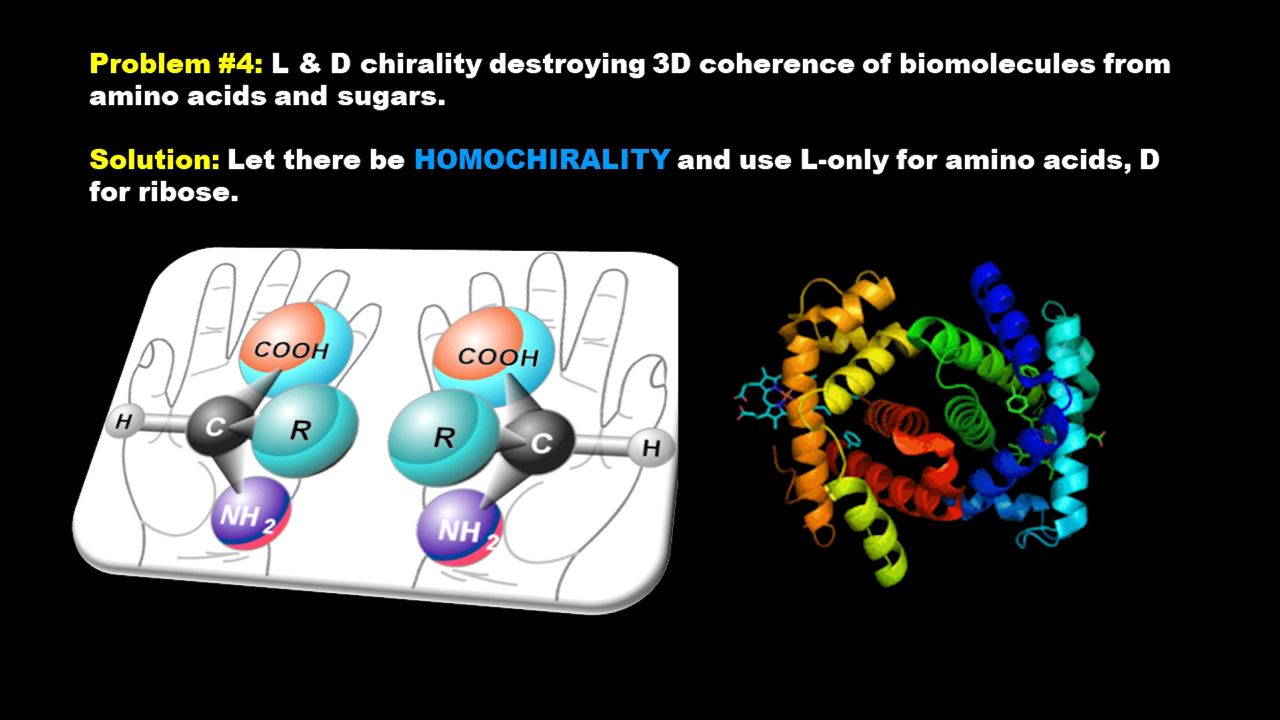 Problem #4: L & D chirality destroying 3D coherence of biomolecules from
amino acids and sugars.
Solution: Let there be HOMOCHIRALITY and use L-only for amino acids, D
for ribose.
COOH
COOH
H
C
R
R
C
H
NH2
NH2